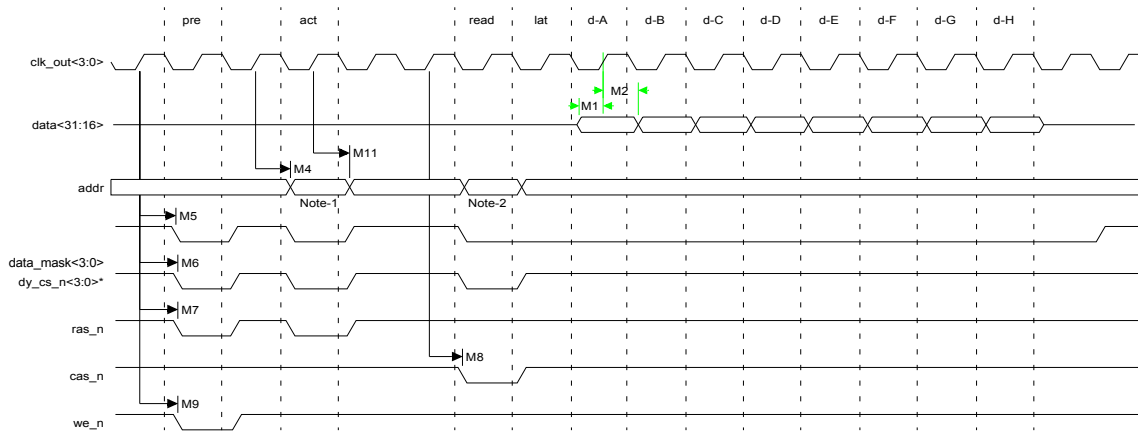 pre act read lat d-A d-B d-C d-D d-E d-F d-G d-H
clk_out<3:0>
M2
M1
data<31:16>
M11
M4
addr
Note-1 Note-2
M5
data_mask<3:0> M6
dy_cs_n<3:0>*
M7
ras_n
M8
cas_n
M9
we_n